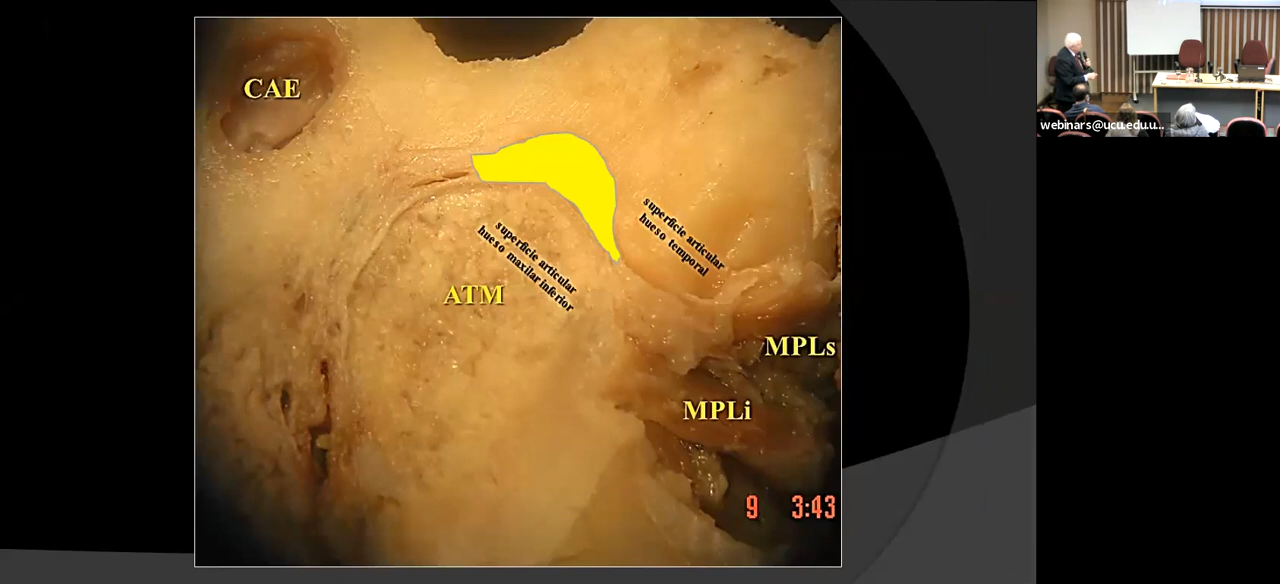 CAE
webinars@ucu.edu.u...
superficie articular
hueso temporal
superficie articular
hueso maxilar inferior
ATM
MPLs
MPLi
9 3:43